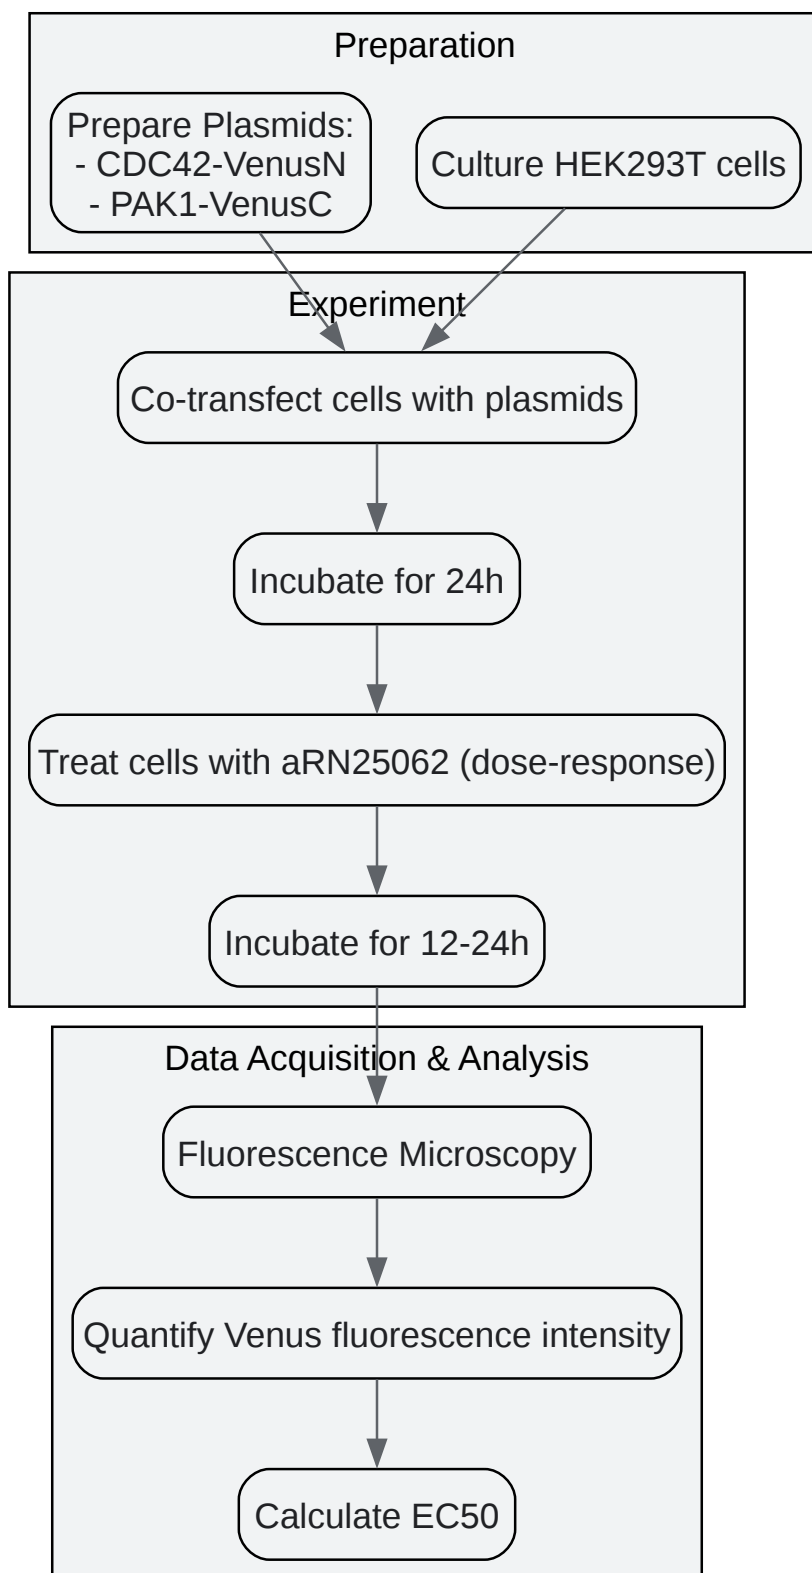 Preparation
Prepare Plasmids:
- CDC42-VenusN
- PAK1-VenusC
Culture HEK293T cells
Experiment
Co-transfect cells with plasmids
Incubate for 24h
Treat cells with aRN25062 (dose-response)
Incubate for 12-24h
Data Acquisition & Analysis
Fluorescence Microscopy
Quantify Venus fluorescence intensity
Calculate EC50